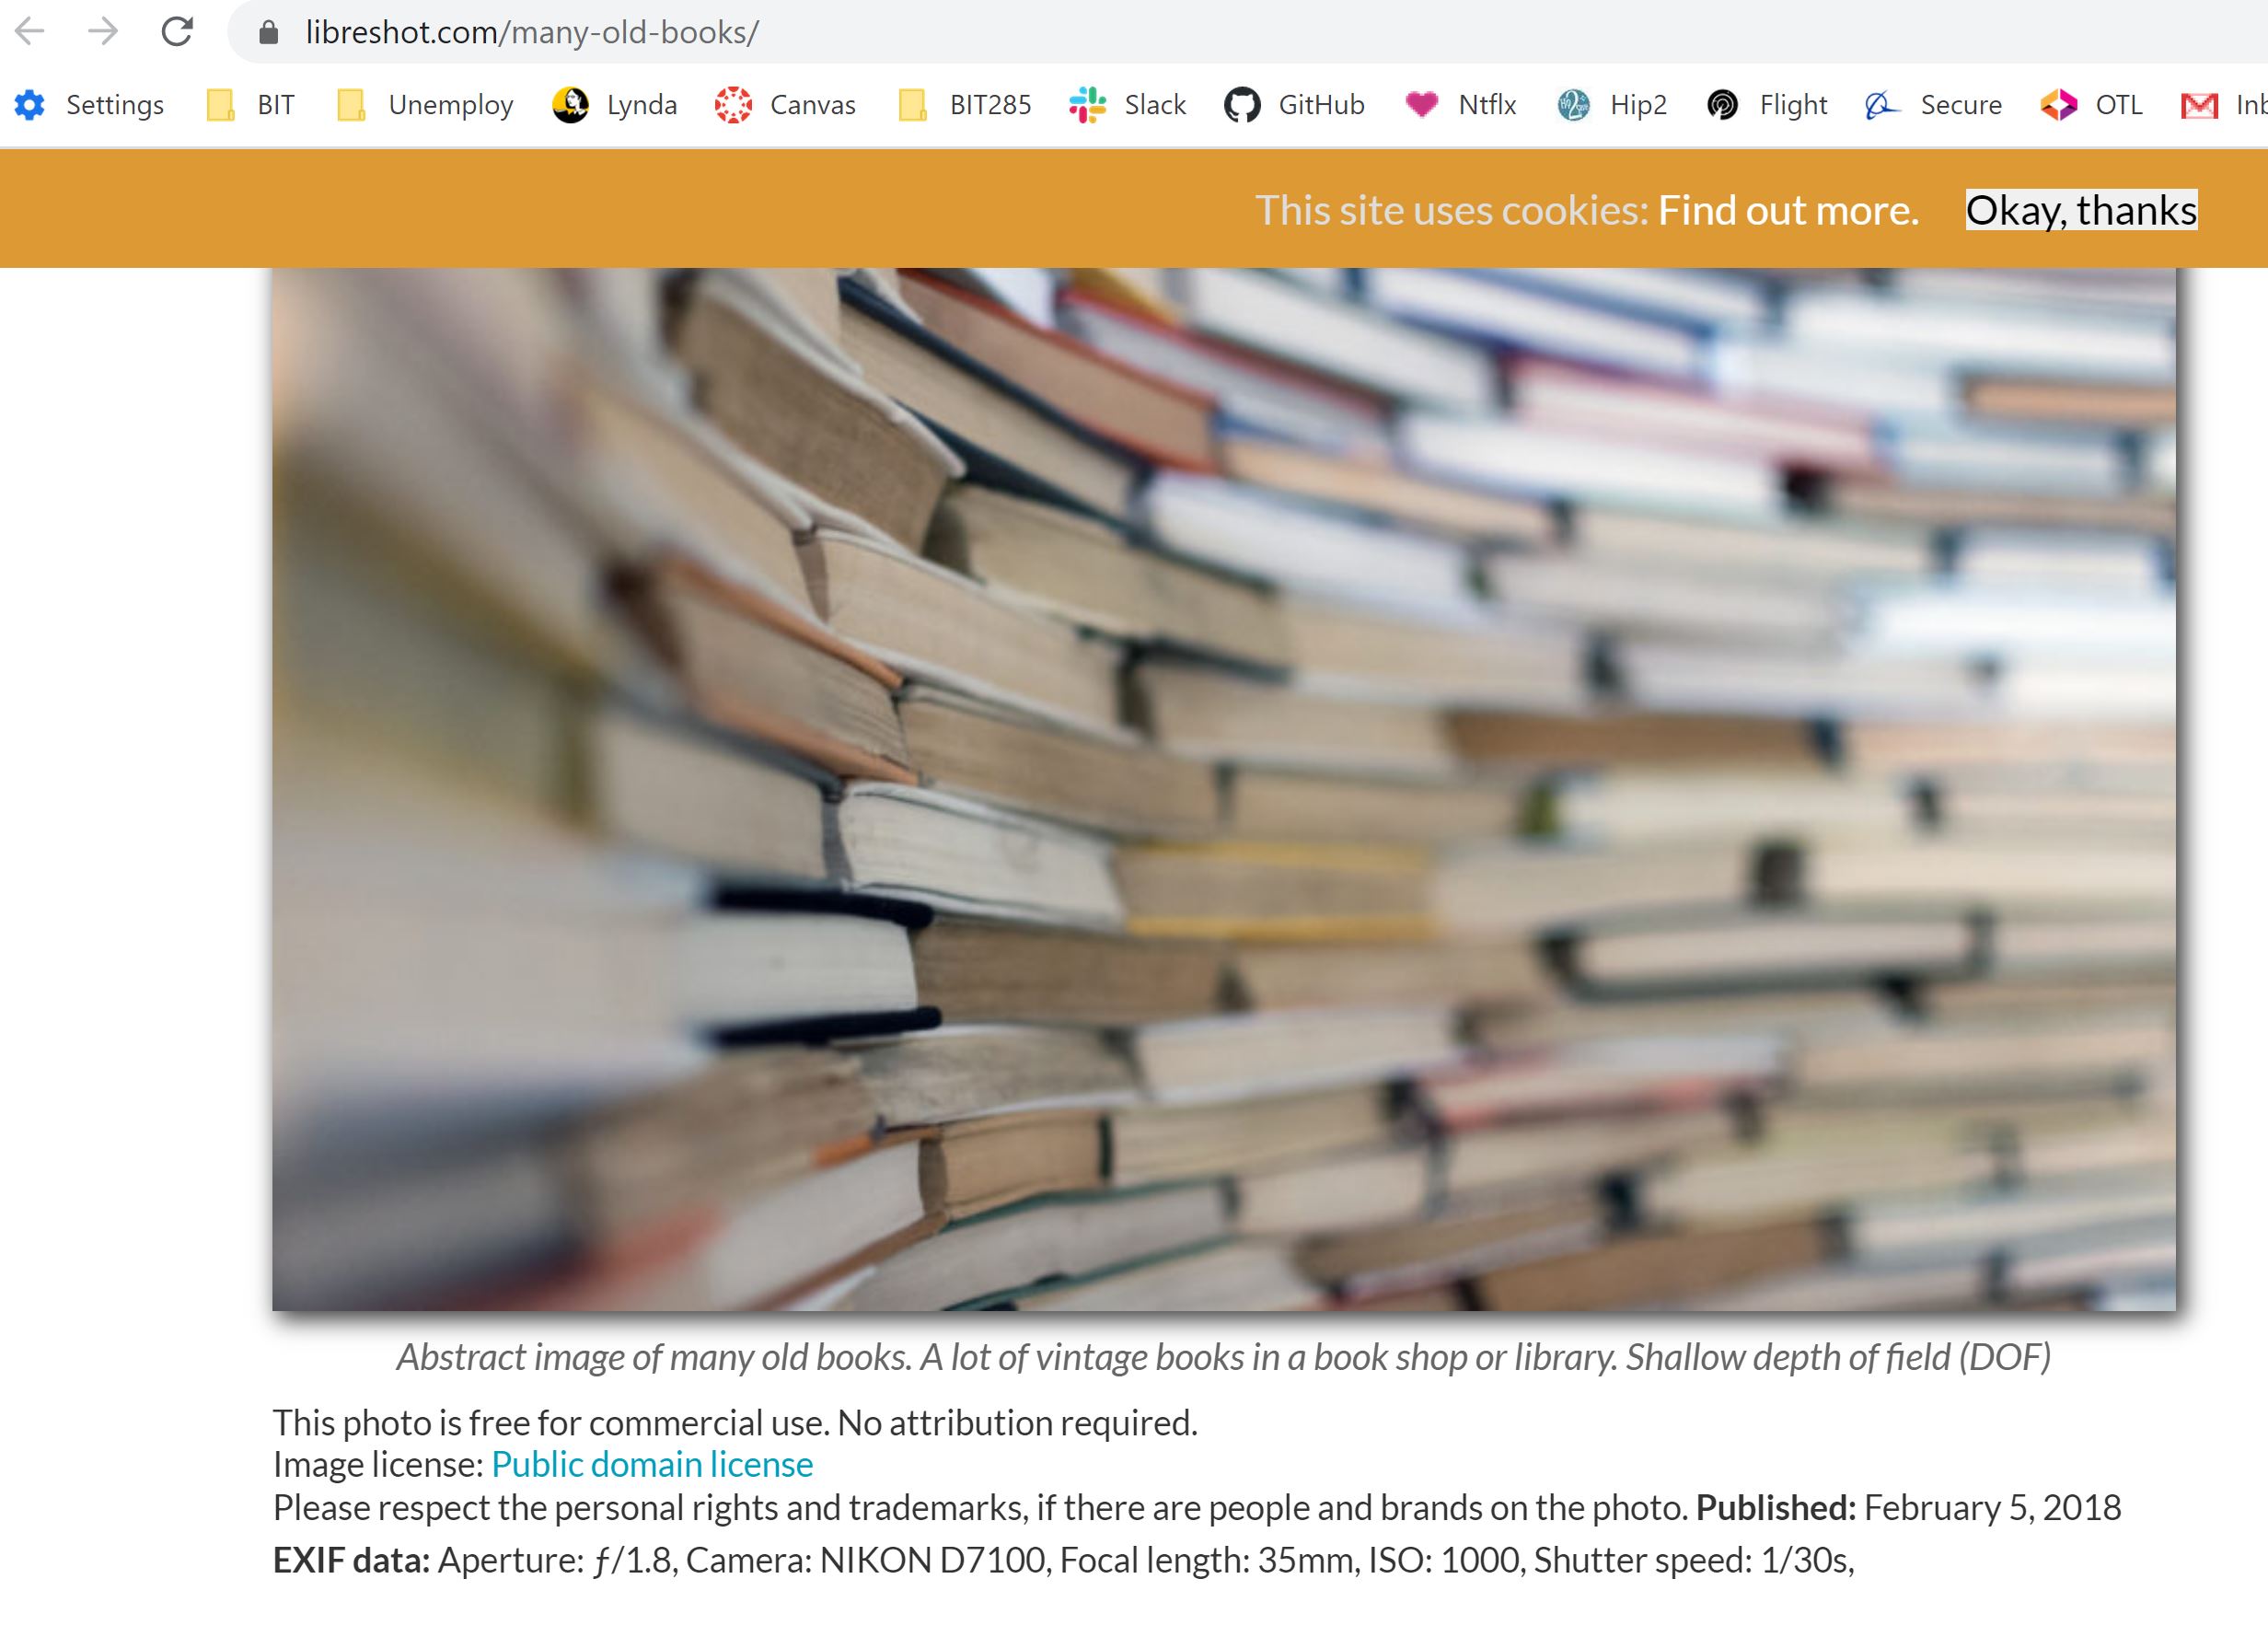 libreshot.com/many-old-books/
Settings BIT Unemploy Lynda Canvas BIT285 Slack GitHub Ntflx Hip2 Flight Secure OTL Inb
This site uses cookies: Find out more. Okay, thanks
Abstract image of many old books. A lot of vintage books in a book shop or library. Shallow depth of field (DOF)
This photo is free for commercial use. No attribution required.
Image license: Public domain license
Please respect the personal rights and trademarks, if there are people and brands on the photo. Published: February 5, 2018
EXIF data: Aperture: ƒ/1.8, Camera: NIKON D7100, Focal length: 35mm, ISO: 1000, Shutter speed: 1/30s,